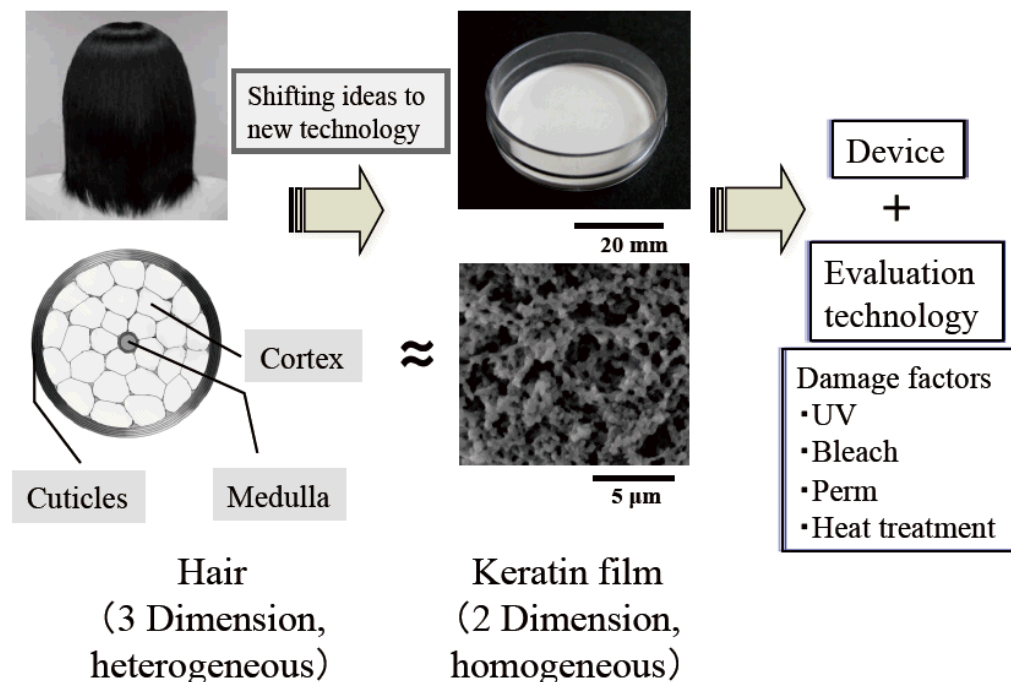 Shifting ideas to
new technology
20 mm
Device
+
Evaluation
technology
Damage factors
・UV
・Bleach
・Perm
・Heat treatment
Cortex
Cuticles
Medulla
≈
5 μm
Hair
（3 Dimension,
heterogeneous）
Keratin film
（2 Dimension,
homogeneous）